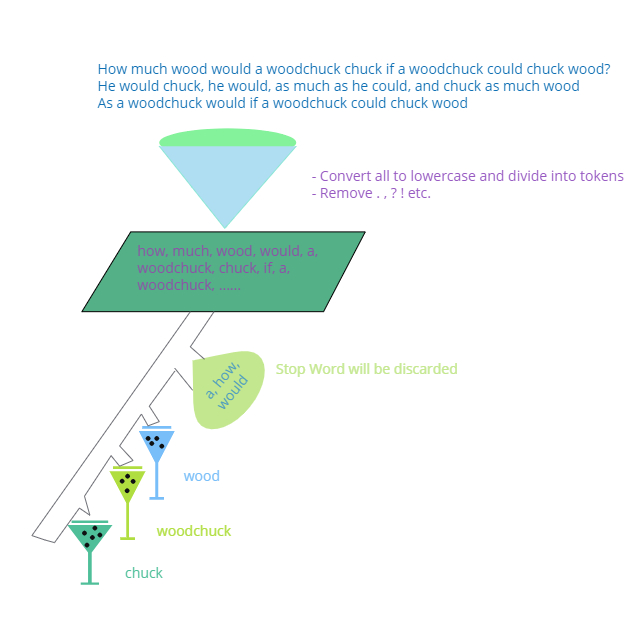 How much wood would a woodchuck chuck if a woodchuck could chuck wood?
He would chuck, he would, as much as he could, and chuck as much wood
As a woodchuck would if a woodchuck could chuck wood
- Convert all to lowercase and divide into tokens
- Remove . , ? ! etc.
how, much, wood, would, a,
woodchuck, chuck, if, a,
woodchuck, ......
Stop Word will be discarded
a, how,
would
wood
woodchuck
chuck